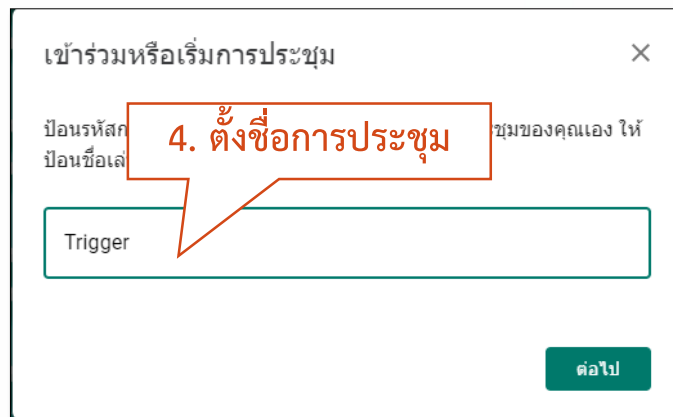 เข้าร่วมหรือเริ่มการประชุม
ป้อนรหัสก ชุมของคุณเอง ให้
4. ตั้งชื่อการประชุม
ป้อนชื่อเล่
Trigger
ต่อไป